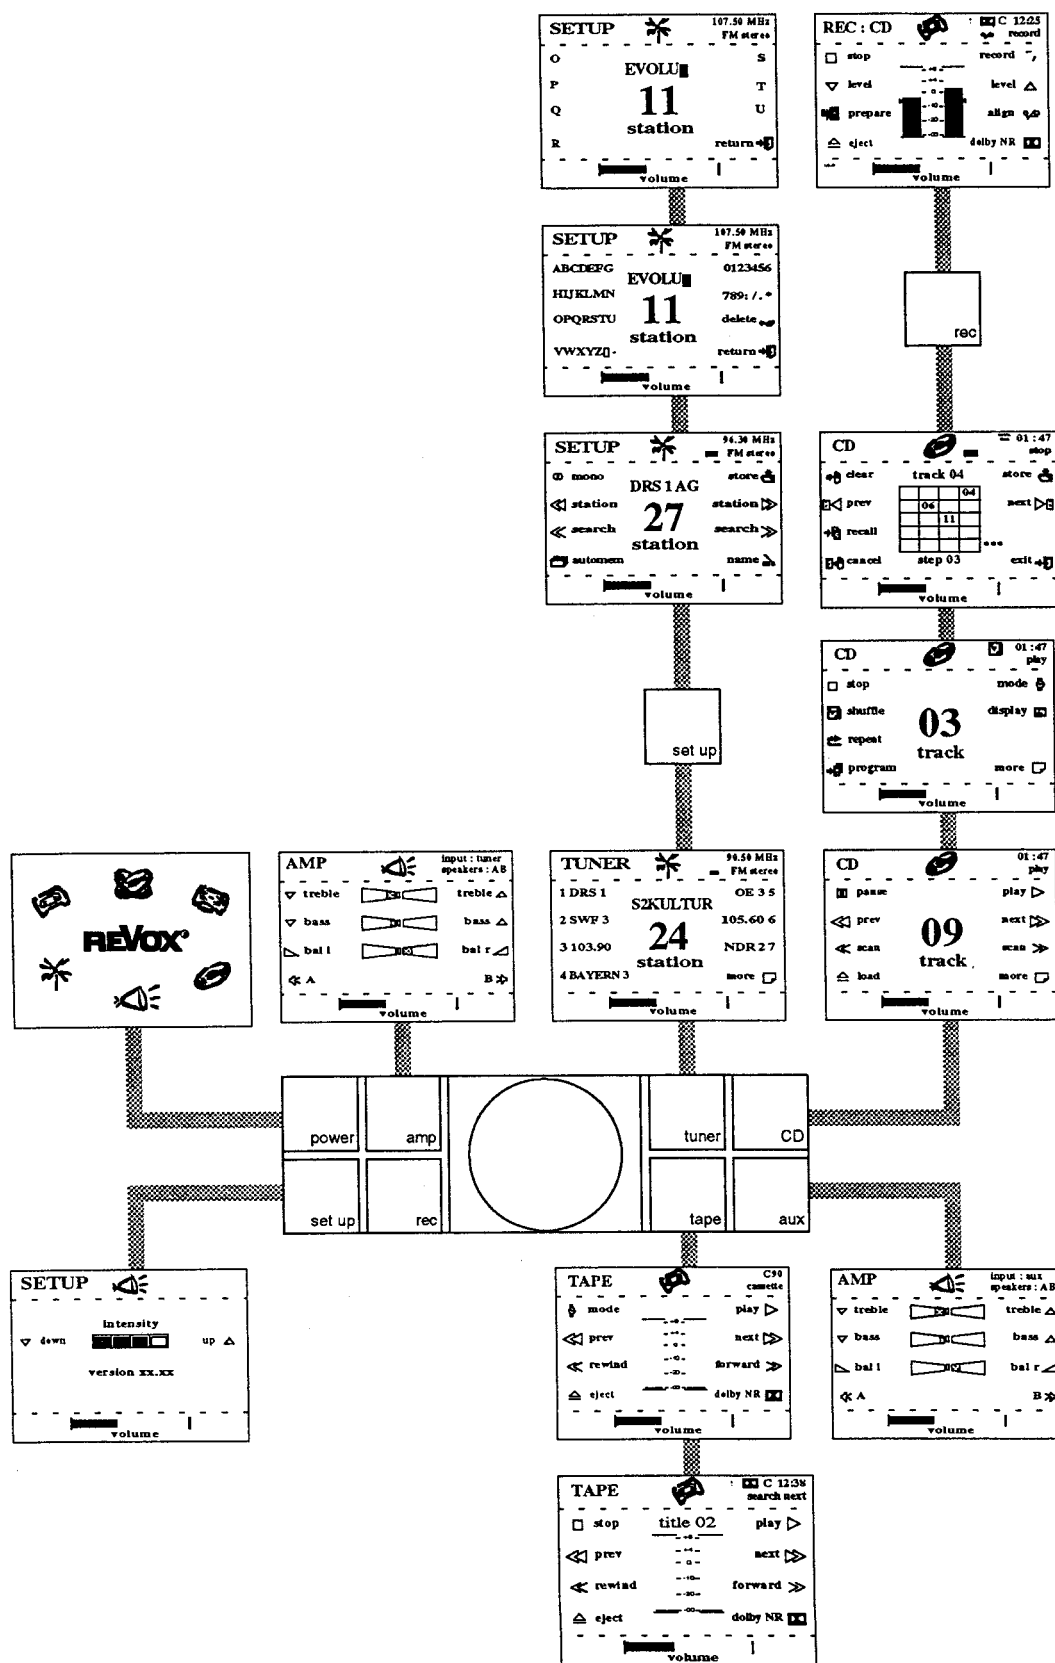 SETUP
107.50 MHz
FM stereo
O
S
EVOLU
P
T
11
Q
U
station
R
return
volume
REC : CD
C 12:25
record
stop
record
level
level
prepare
align
eject
dolby NR
volume
SETUP
107.50 MHz
FM stereo
ABCDEFG
0123456
EVOLU
HIJKLMN
789: / . *
11
OPQRSTU
delete
station
VWXYZ[] -
return
volume
rec
SETUP
96.30 MHz
FM stereo
mono
store
DRS 1 AG
station
station
27
search
search
station
automem
name
volume
CD
01 : 47
stop
clear
track 04
store
04
prev
06
next
11
recall
cancel
step 03
exit
volume
set up
CD
01 : 47
play
stop
mode
shuffle
display
03
repeat
track
program
more
volume
REVOX
AMP
input : tuner
speakers : AB
treble
treble
bass
bass
bal l
bal r
A
B
volume
TUNER
90.50 MHz
FM stereo
1 DRS 1
OE 3 5
S2KULTUR
2 SWF 3
105.60 6
24
3 103.90
NDR 2 7
station
4 BAYERN 3
more
volume
CD
01 : 47
play
pause
play
prev
next
09
scan
scan
track
load
more
volume
power
amp
tuner
CD
set up
rec
tape
aux
SETUP
intensity
down
up
version xx.xx
volume
TAPE
C90
cassette
mode
play
prev
next
rewind
forward
eject
dolby NR
volume
AMP
input : aux
speakers : AB
treble
treble
bass
bass
bal l
bal r
A
B
volume
TAPE
C 12:38
search next
stop
title 02
play
prev
next
rewind
forward
eject
dolby NR
volume